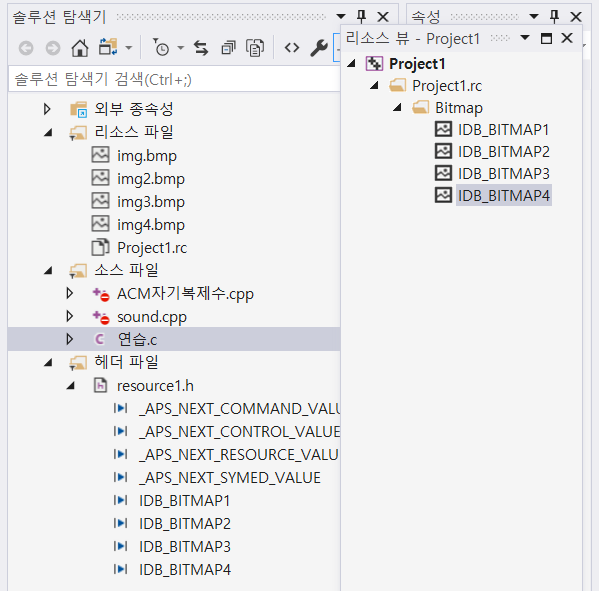 솔루션 탐색기
속성
솔루션 탐색기 검색(Ctrl+;)
외부 종속성
리소스 파일
img.bmp
img2.bmp
img3.bmp
img4.bmp
Project1.rc
소스 파일
ACM자기복제수.cpp
sound.cpp
연습.c
헤더 파일
resource1.h
_APS_NEXT_COMMAND_VALU
_APS_NEXT_CONTROL_VALUE
_APS_NEXT_RESOURCE_VALU
_APS_NEXT_SYMED_VALUE
IDB_BITMAP1
IDB_BITMAP2
IDB_BITMAP3
IDB_BITMAP4
리소스 뷰 - Project1
Project1
Project1.rc
Bitmap
IDB_BITMAP1
IDB_BITMAP2
IDB_BITMAP3
IDB_BITMAP4